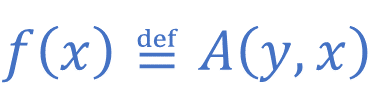 f(x) ≝ A(y, x)